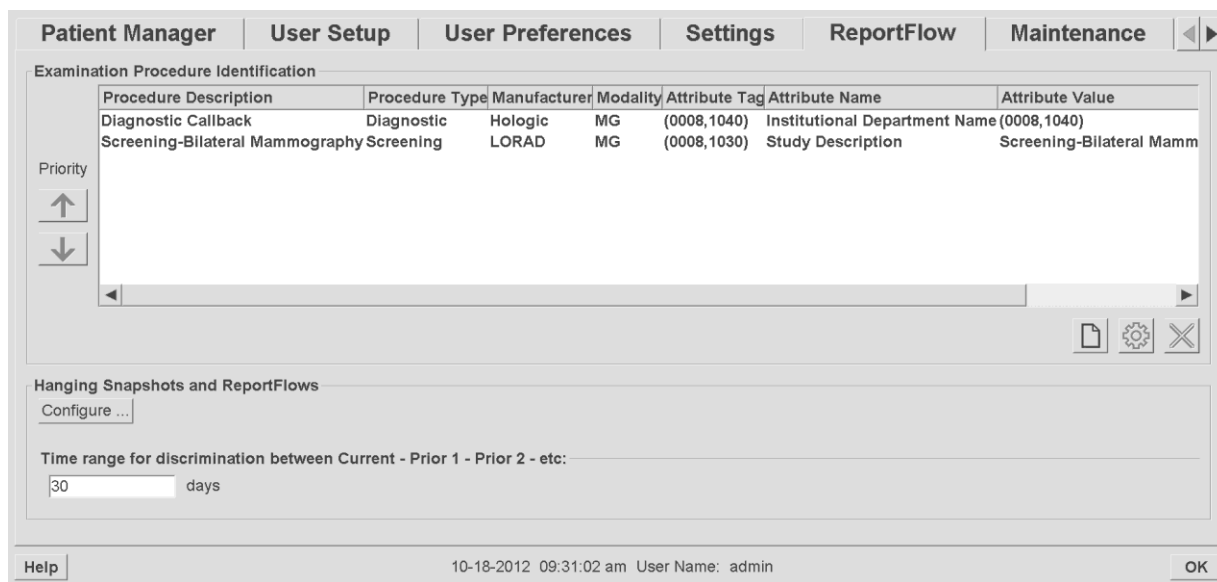 Patient Manager User Setup User Preferences Settings ReportFlow Maintenance
Examination Procedure Identification
Procedure Description Procedure Type Manufacturer Modality Attribute Tag Attribute Name Attribute Value
Diagnostic Callback Diagnostic Hologic MG (0008,1040) Institutional Department Name (0008,1040)
Screening-Bilateral Mammography Screening LORAD MG (0008,1030) Study Description Screening-Bilateral Mamm
Priority
Hanging Snapshots and ReportFlows
Configure ...
Time range for discrimination between Current - Prior 1 - Prior 2 - etc:
30 days
Help 10-18-2012 09:31:02 am User Name: admin OK